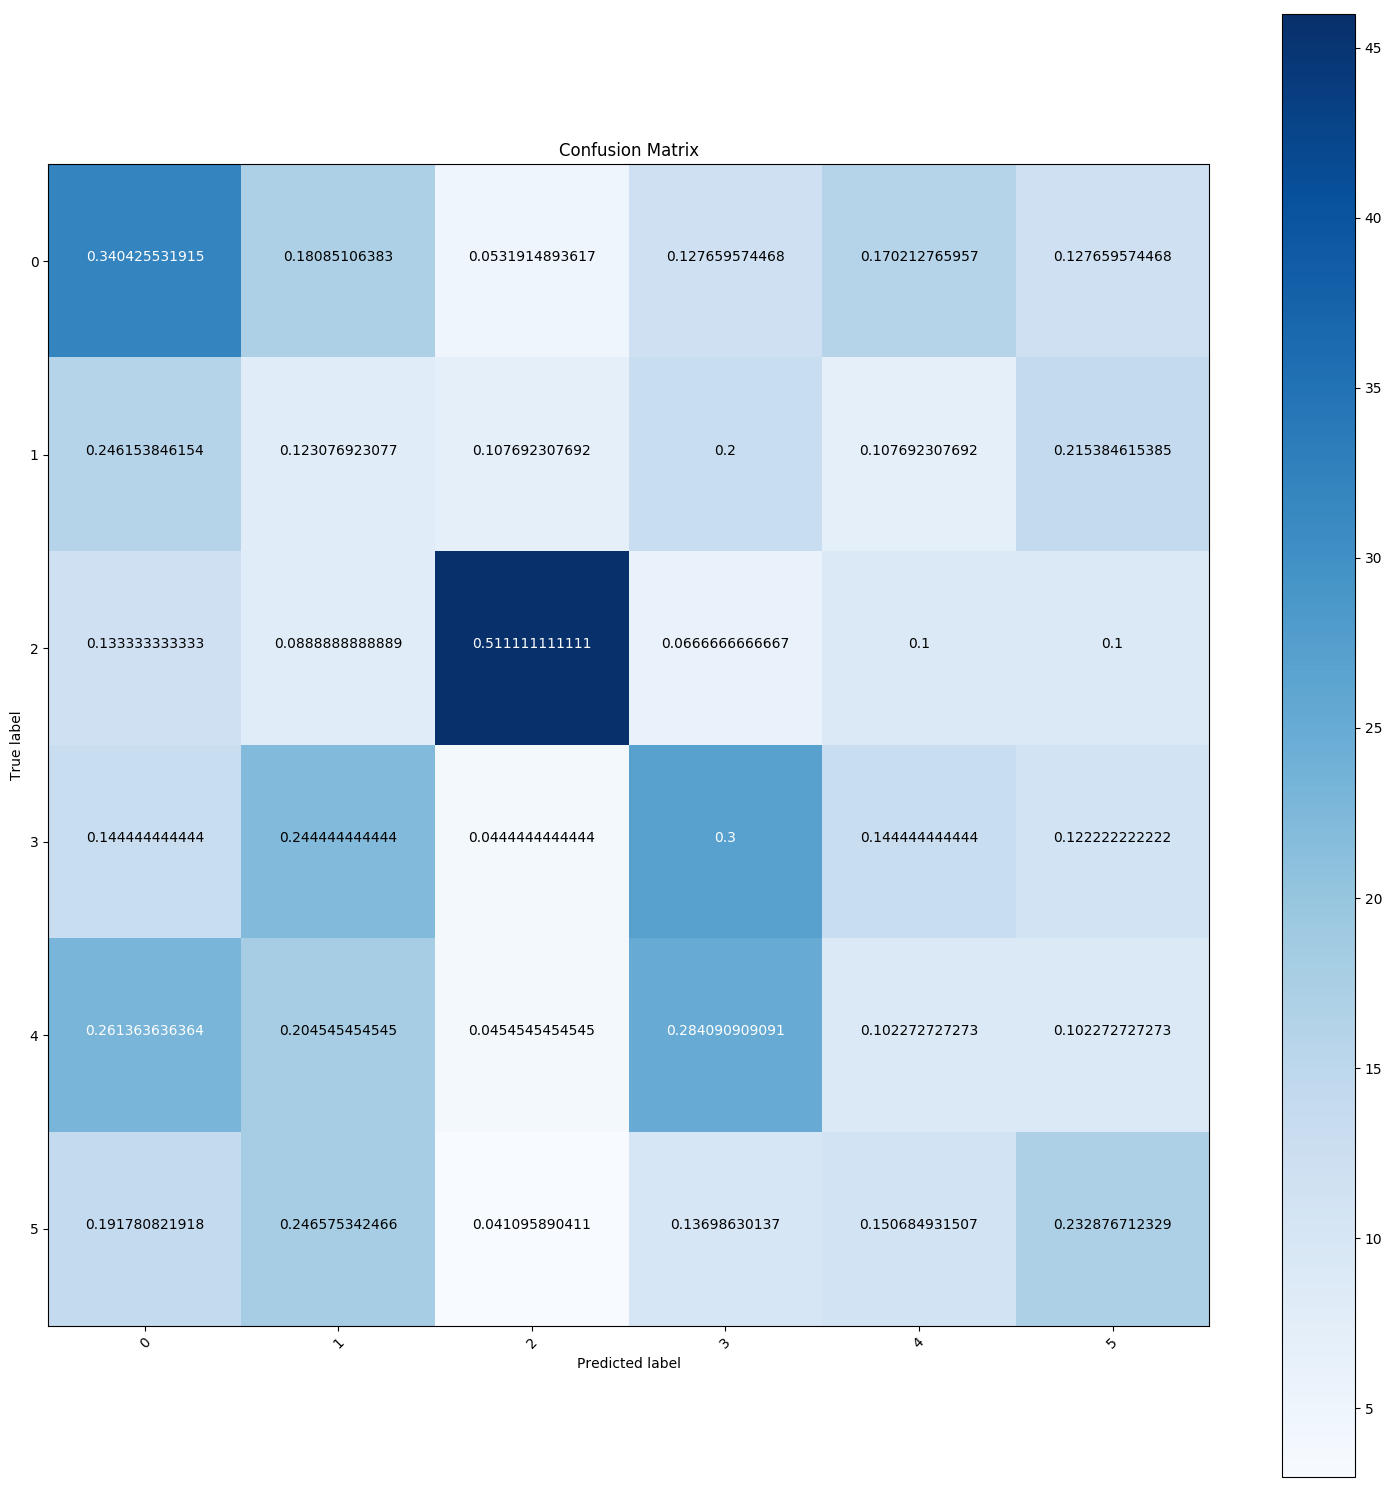 Confusion Matrix
0 0.340425531915 0.18085106383 0.0531914893617 0.127659574468 0.170212765957 0.127659574468
1 0.246153846154 0.123076923077 0.107692307692 0.2 0.107692307692 0.215384615385
2 0.133333333333 0.0888888888889 0.511111111111 0.0666666666667 0.1 0.1
3 0.144444444444 0.244444444444 0.0444444444444 0.3 0.144444444444 0.122222222222
4 0.261363636364 0.204545454545 0.0454545454545 0.284090909091 0.102272727273 0.102272727273
5 0.191780821918 0.246575342466 0.041095890411 0.13698630137 0.150684931507 0.232876712329
True label
0 1 2 3 4 5
Predicted label
45
40
35
30
25
20
15
10
5